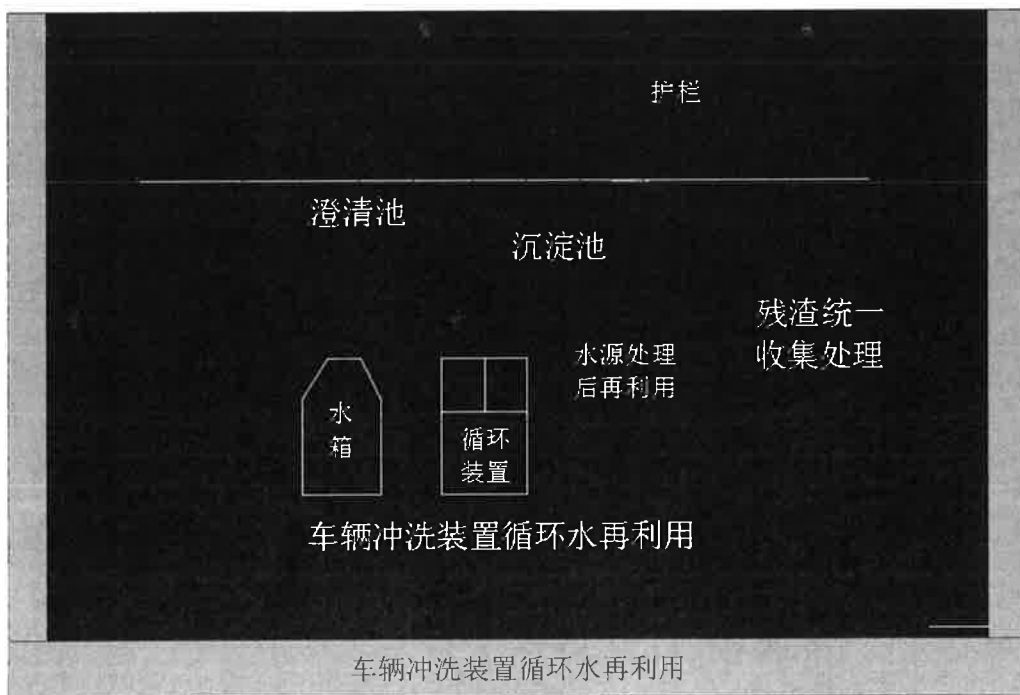 护栏
澄清池
沉淀池
残渣统一
收集处理
水源处理
后再利用
水
箱
循环
装置
车辆冲洗装置循环水再利用
车辆冲洗装置循环水再利用